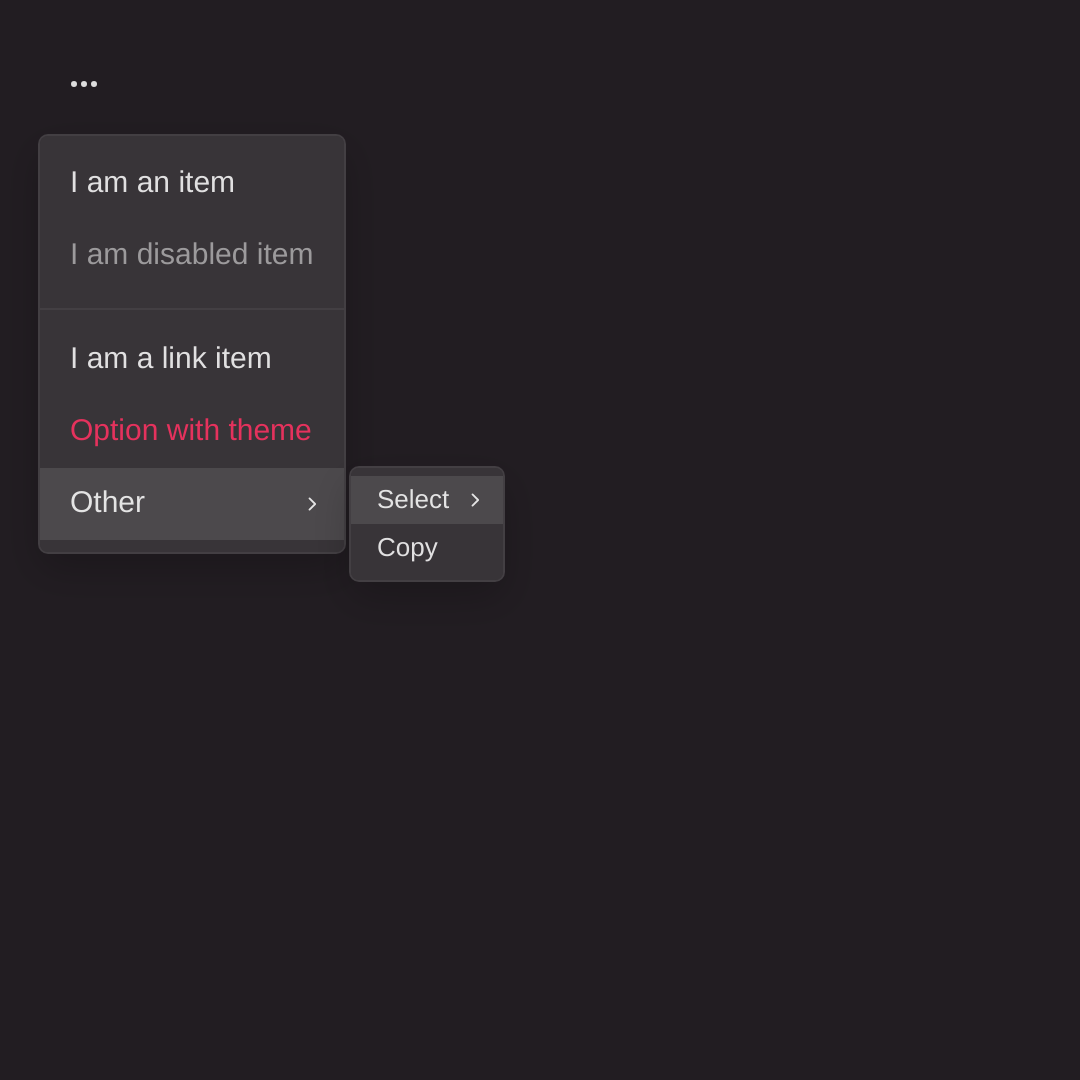 I am an item
I am disabled item
I am a link item
Option with theme
Other
Select
Copy